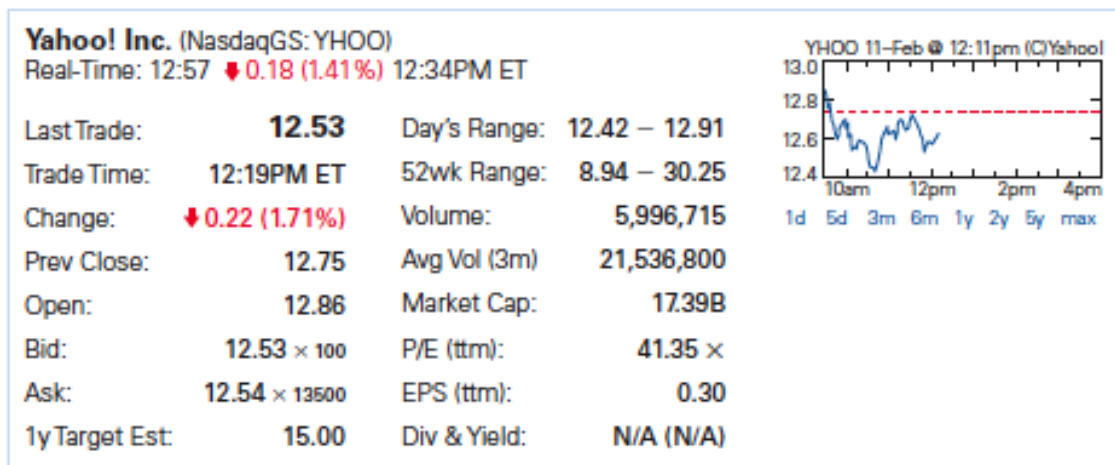 Yahoo! Inc. (NasdaqGS: YHOO)
Real-Time: 12:57 ⬇ 0.18 (1.41%) 12:34PM ET
Last Trade: 12.53
Trade Time: 12:19PM ET
Change: ⬇ 0.22 (1.71%)
Prev Close: 12.75
Open: 12.86
Bid: 12.53 × 100
Ask: 12.54 × 13500
1y Target Est: 15.00
Day's Range: 12.42 – 12.91
52wk Range: 8.94 – 30.25
Volume: 5,996,715
Avg Vol (3m) 21,536,800
Market Cap: 17.39B
P/E (ttm): 41.35 ×
EPS (ttm): 0.30
Div & Yield: N/A (N/A)
YHOO 11–Feb @ 12:11pm (C)Yahoo!
13.0
12.8
12.6
12.4
10am 12pm 2pm 4pm
1d 5d 3m 6m 1y 2y 5y max